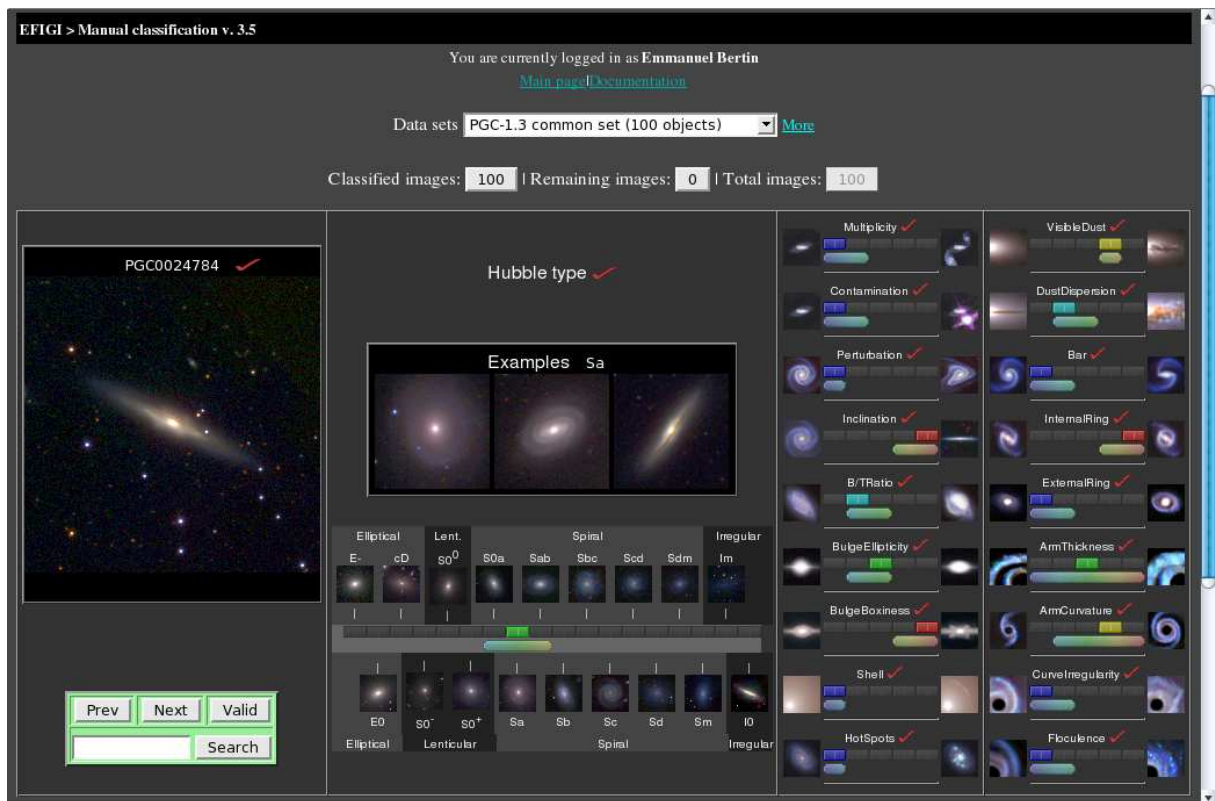 EFIGI > Manual classification v. 3.5
You are currently logged in as Emmanuel Bertin
Main page|Documentation
Data sets PGC-1.3 common set (100 objects) More
Classified images: 100 | Remaining images: 0 | Total images: 100
PGC0024784
Prev Next Valid
Search
Hubble type
Examples Sa
Elliptical Lent. Spiral Irregular
E- cD S0⁰ S0a Sab Sbc Scd Sdm Im
E0 S0⁻ S0⁺ Sa Sb Sc Sd Sm I0
Elliptical Lenticular Spiral Irregular
Multiplicity
Contamination
Perturbation
Inclination
B/TRatio
BulgeEllipticity
BulgeBoxiness
Shell
HotSpots
VisibleDust
DustDispersion
Bar
InternalRing
ExternalRing
ArmThickness
ArmCurvature
CurveIrregularity
Floculence